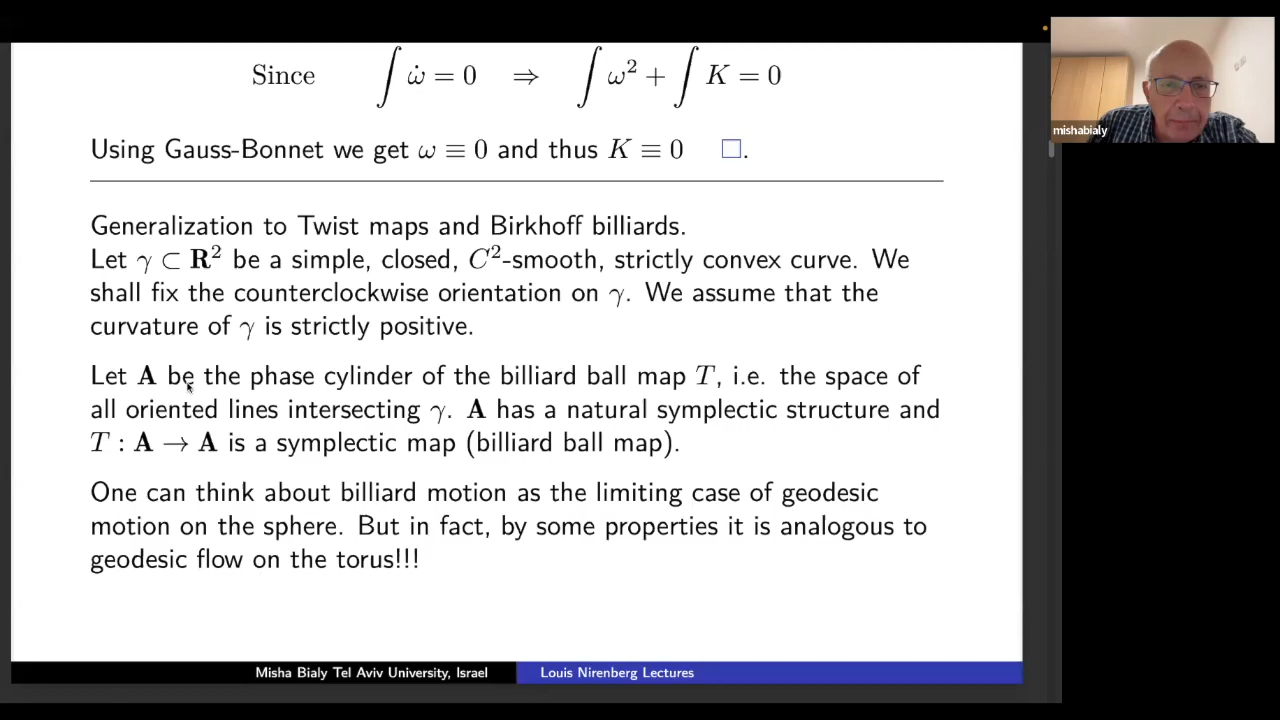 Since ∫ ω̇ = 0 ⇒ ∫ ω² + ∫ K = 0
Using Gauss-Bonnet we get ω ≡ 0 and thus K ≡ 0 □.
Generalization to Twist maps and Birkhoff billiards.
Let γ ⊂ R² be a simple, closed, C²-smooth, strictly convex curve. We
shall fix the counterclockwise orientation on γ. We assume that the
curvature of γ is strictly positive.
Let A be the phase cylinder of the billiard ball map T, i.e. the space of
all oriented lines intersecting γ. A has a natural symplectic structure and
T : A → A is a symplectic map (billiard ball map).
One can think about billiard motion as the limiting case of geodesic
motion on the sphere. But in fact, by some properties it is analogous to
geodesic flow on the torus!!!
Misha Bialy Tel Aviv University, Israel
Louis Nirenberg Lectures
mishabialy